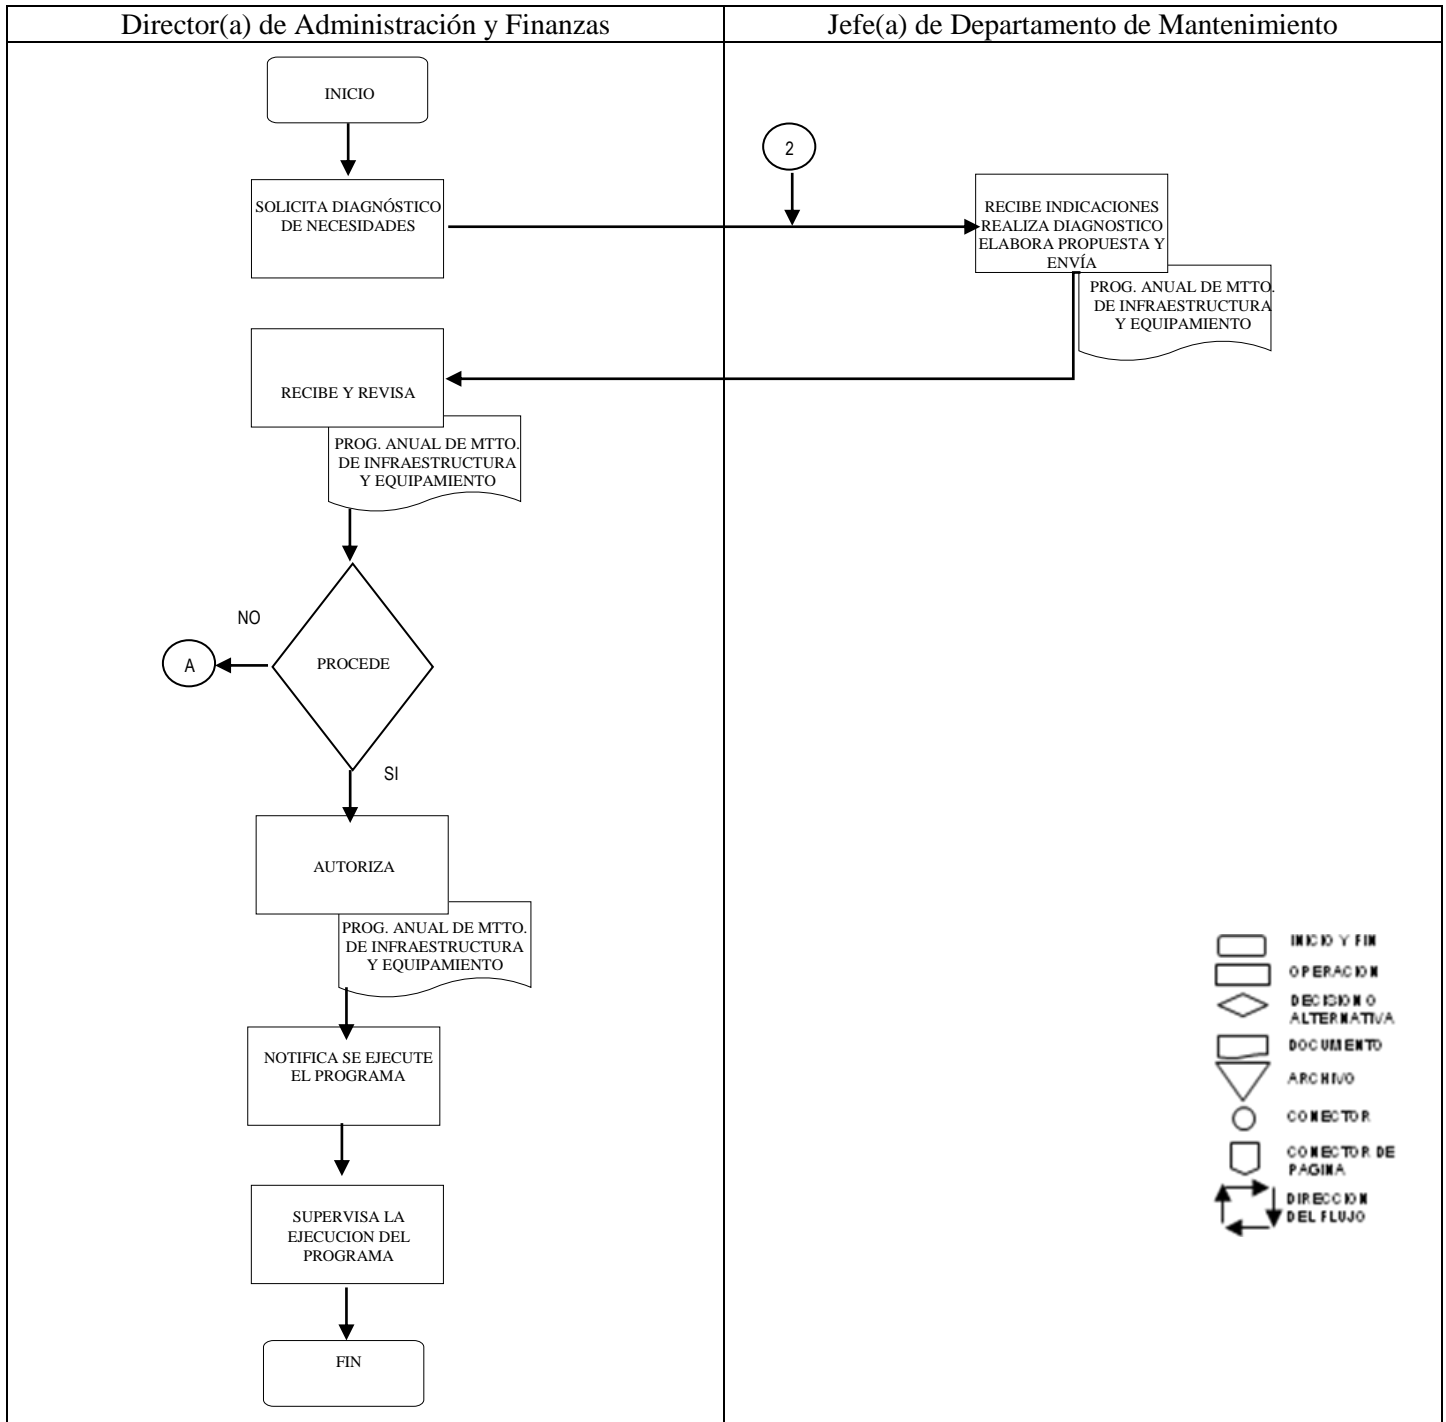 Director(a) de Administración y Finanzas
Jefe(a) de Departamento de Mantenimiento
INICIO
2
SOLICITA DIAGNÓSTICO
DE NECESIDADES
RECIBE INDICACIONES
REALIZA DIAGNOSTICO
ELABORA PROPUESTA Y
ENVÍA
PROG. ANUAL DE MTTO.
DE INFRAESTRUCTURA
Y EQUIPAMIENTO
RECIBE Y REVISA
PROG. ANUAL DE MTTO.
DE INFRAESTRUCTURA
Y EQUIPAMIENTO
NO
A
PROCEDE
SI
AUTORIZA
PROG. ANUAL DE MTTO.
DE INFRAESTRUCTURA
Y EQUIPAMIENTO
NOTIFICA SE EJECUTE
EL PROGRAMA
SUPERVISA LA
EJECUCION DEL
PROGRAMA
FIN
INICIO Y FIN
OPERACION
DECISION O
ALTERNATIVA
DOCUMENTO
ARCHIVO
CONECTOR
CONECTOR DE
PAGINA
DIRECCION
DEL FLUJO